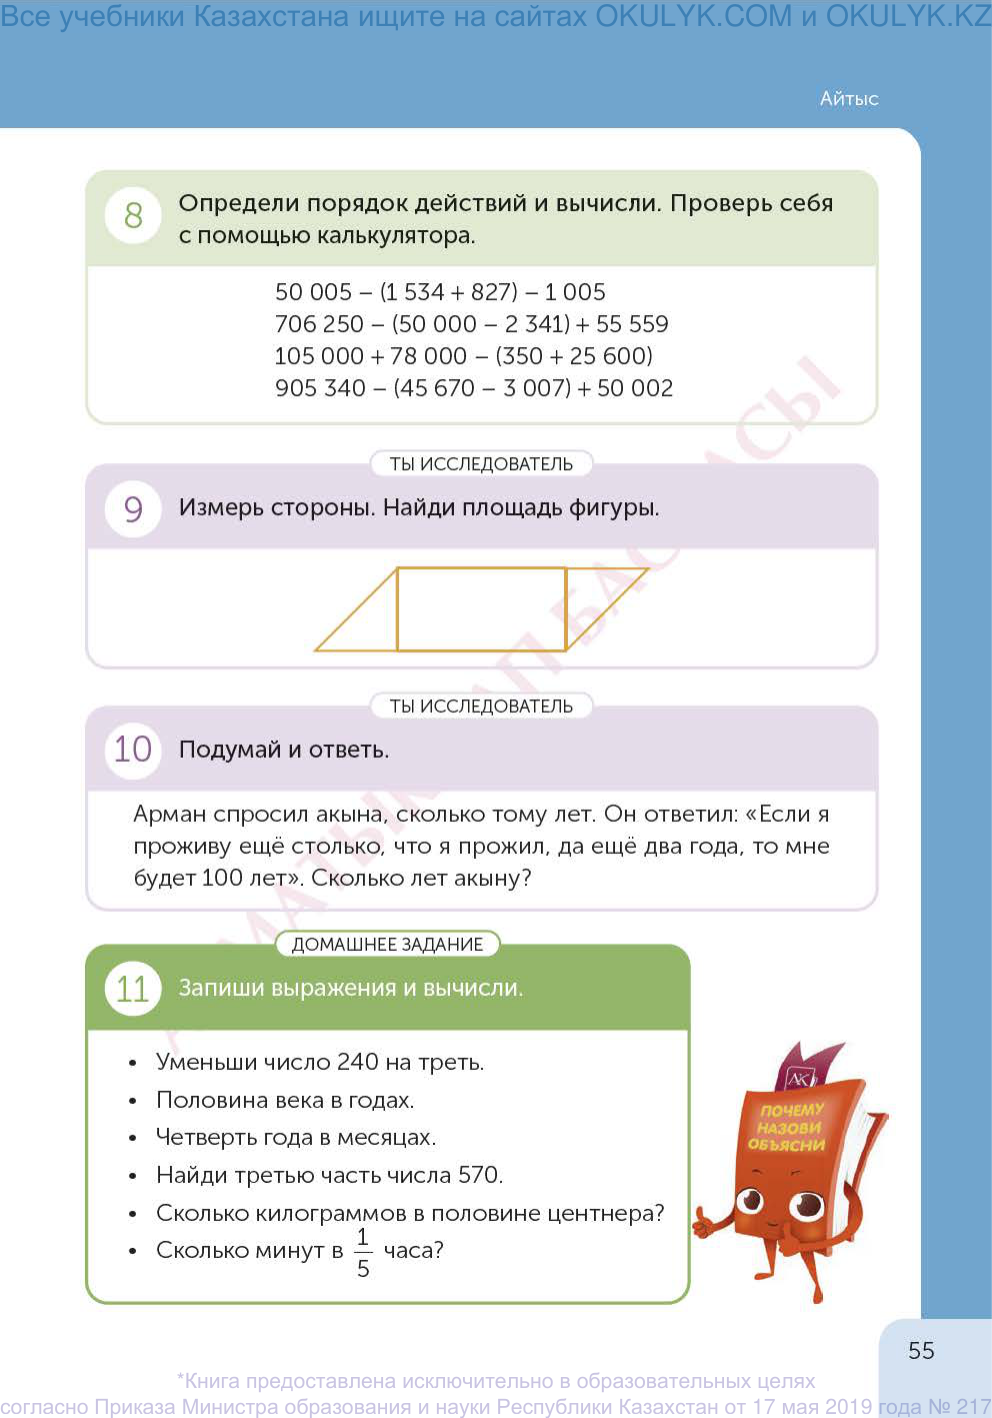 Все учебники Казахстана ищите на сайтах OKULYK.COM и OKULYK.KZ
Айтыс
8
Определи порядок действий и вычисли. Проверь себя
с помощью калькулятора.
50 005 – (1 534 + 827) – 1 005
706 250 – (50 000 – 2 341) + 55 559
105 000 + 78 000 – (350 + 25 600)
905 340 – (45 670 – 3 007) + 50 002
ТЫ ИССЛЕДОВАТЕЛЬ
9
Измерь стороны. Найди площадь фигуры.
ТЫ ИССЛЕДОВАТЕЛЬ
10
Подумай и ответь.
Арман спросил акына, сколько тому лет. Он ответил: «Если я
проживу ещё столько, что я прожил, да ещё два года, то мне
будет 100 лет». Сколько лет акыну?
ДОМАШНЕЕ ЗАДАНИЕ
11
Запиши выражения и вычисли.
• Уменьши число 240 на треть.
• Половина века в годах.
• Четверть года в месяцах.
• Найди третью часть числа 570.
• Сколько килограммов в половине центнера?
• Сколько минут в 1/5 часа?
АК
ПОЧЕМУ
НАЗОВИ
ОБЪЯСНИ
55
*Книга предоставлена исключительно в образовательных целях
согласно Приказа Министра образования и науки Республики Казахстан от 17 мая 2019 года № 217